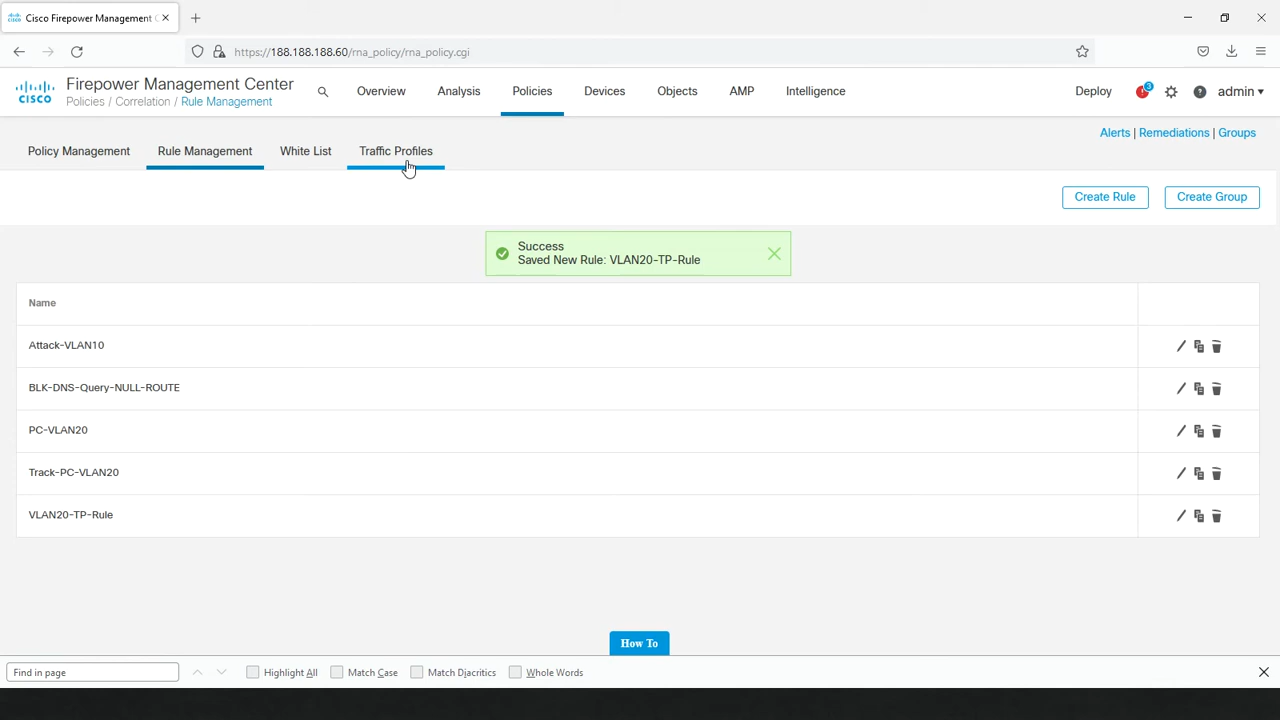 Cisco Firepower Management C
https://188.188.188.60/rna_policy/rna_policy.cgi
CISCO
Firepower Management Center
Policies / Correlation / Rule Management
Overview
Analysis
Policies
Devices
Objects
AMP
Intelligence
Deploy
3
admin
Alerts | Remediations | Groups
Policy Management
Rule Management
White List
Traffic Profiles
Create Rule
Create Group
Success
Saved New Rule: VLAN20-TP-Rule
Name
Attack-VLAN10
BLK-DNS-Query-NULL-ROUTE
PC-VLAN20
Track-PC-VLAN20
VLAN20-TP-Rule
How To
Find in page
Highlight All
Match Case
Match Diacritics
Whole Words